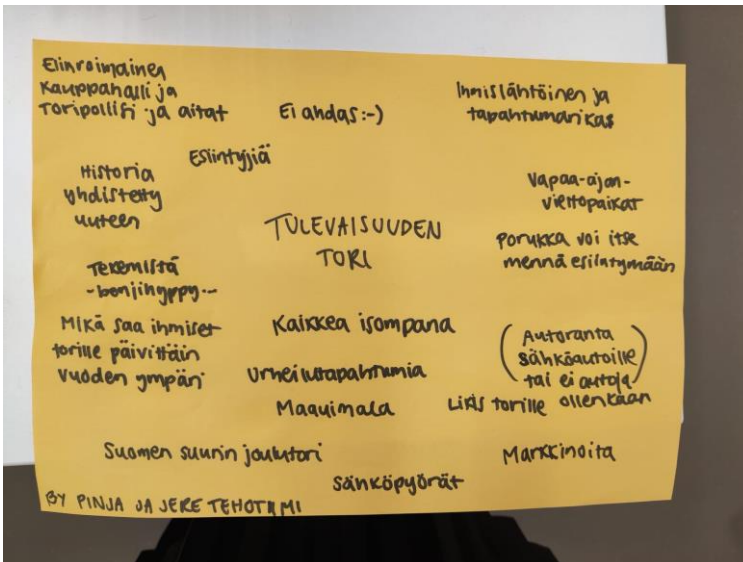 Elinvoimainen
Kauppahalli ja
Toripolliisi ja aitat
Ei ahdas :-)
Ihmislähtöinen ja
tapahtumarikas
Esiintyjiä
Historia
yhdistetty
uuteen
Vapaa-ajan-
viettopaikat
TULEVAISUUDEN
TORI
Porukka voi itse
mennä esiintymään
Tekemistä
-benjihyppy--
Mikä saa ihmiset
torille päivittäin
vuoden ympäri
Kaikkea isompana
(Autoranta
sähköautoille
tai ei autoja)
Liikis torille ollenkaan
Urheilutapahtumia
Maauimala
Suomen suurin joulutori
Markkinoita
Sähköpyörät
BY PINJA JA JERE TEHOTIIMI